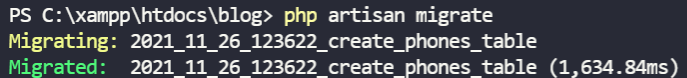 PS C:\xampp\htdocs\blog> php artisan migrate
Migrating: 2021_11_26_123622_create_phones_table
Migrated:  2021_11_26_123622_create_phones_table (1,634.84ms)